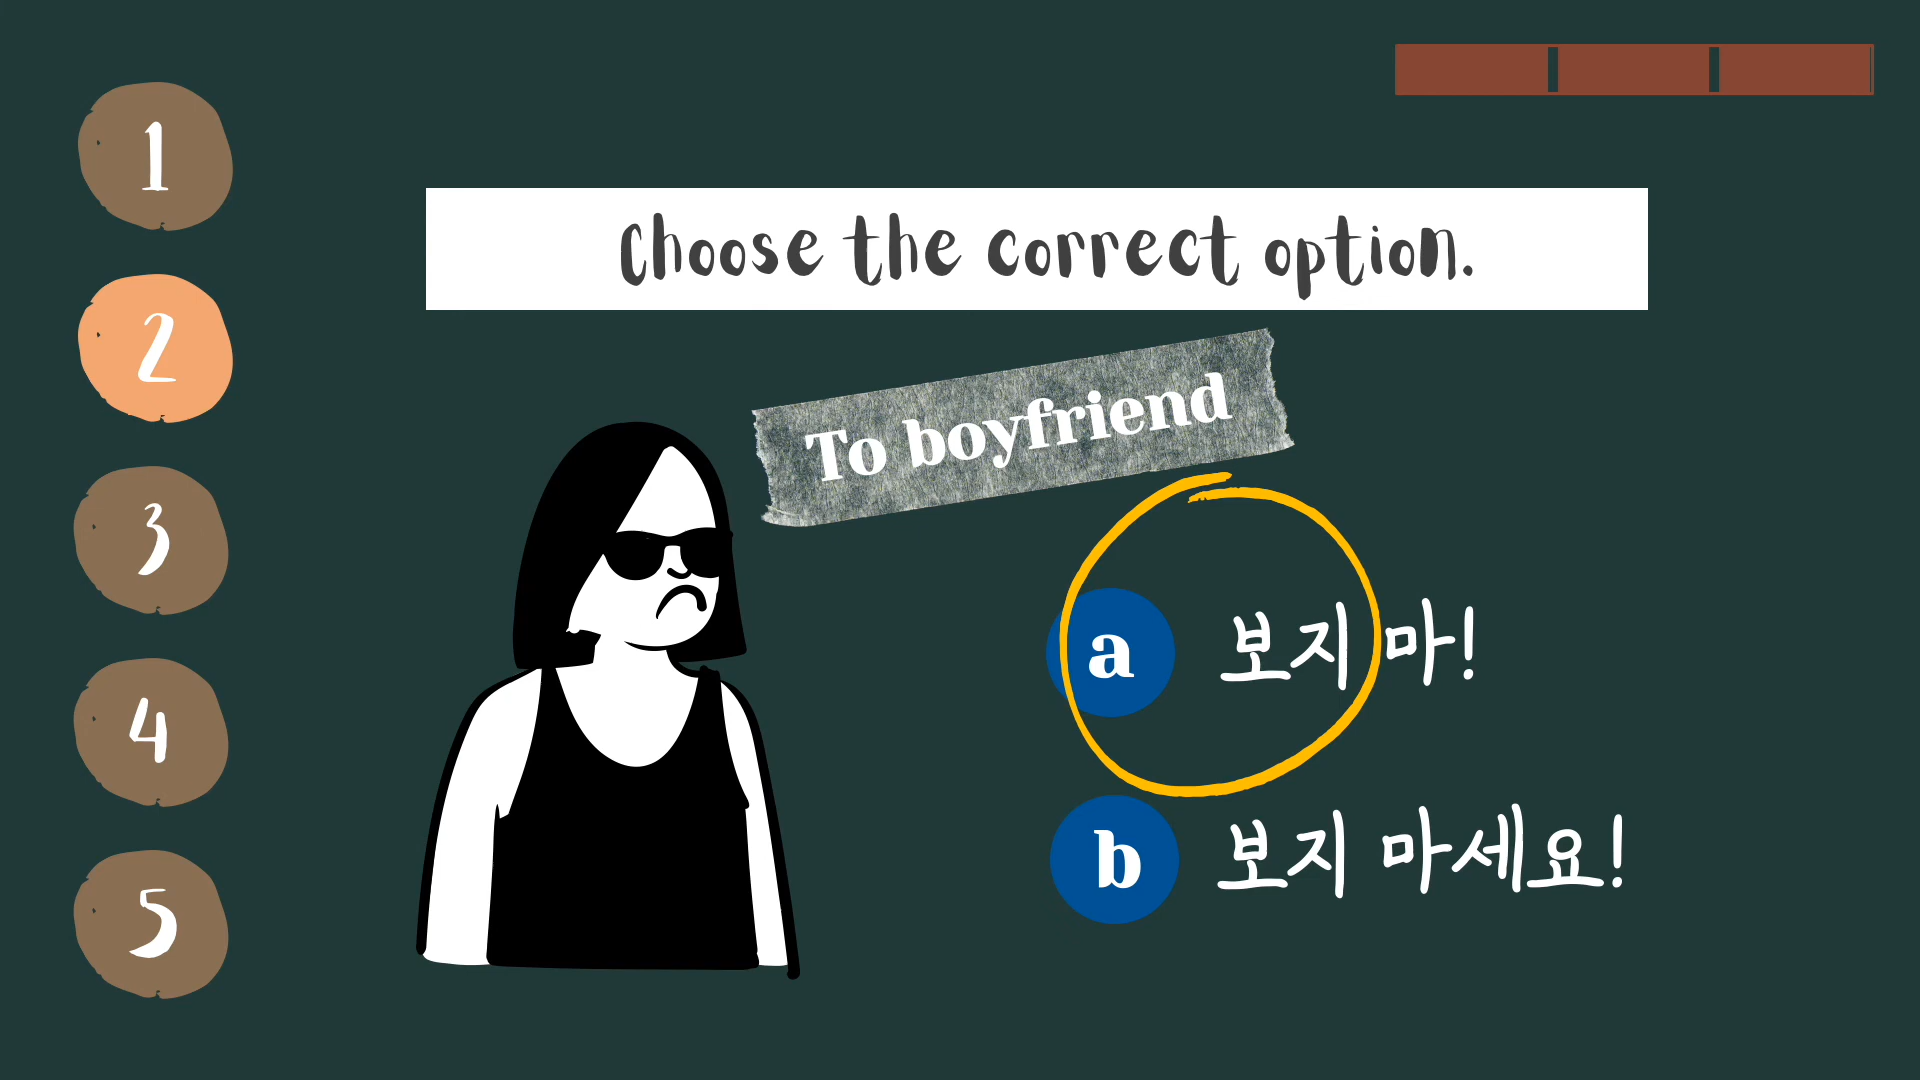 1
2
3
4
5
Choose the correct option.
To boyfriend
a 보지 마!
b 보지 마세요!